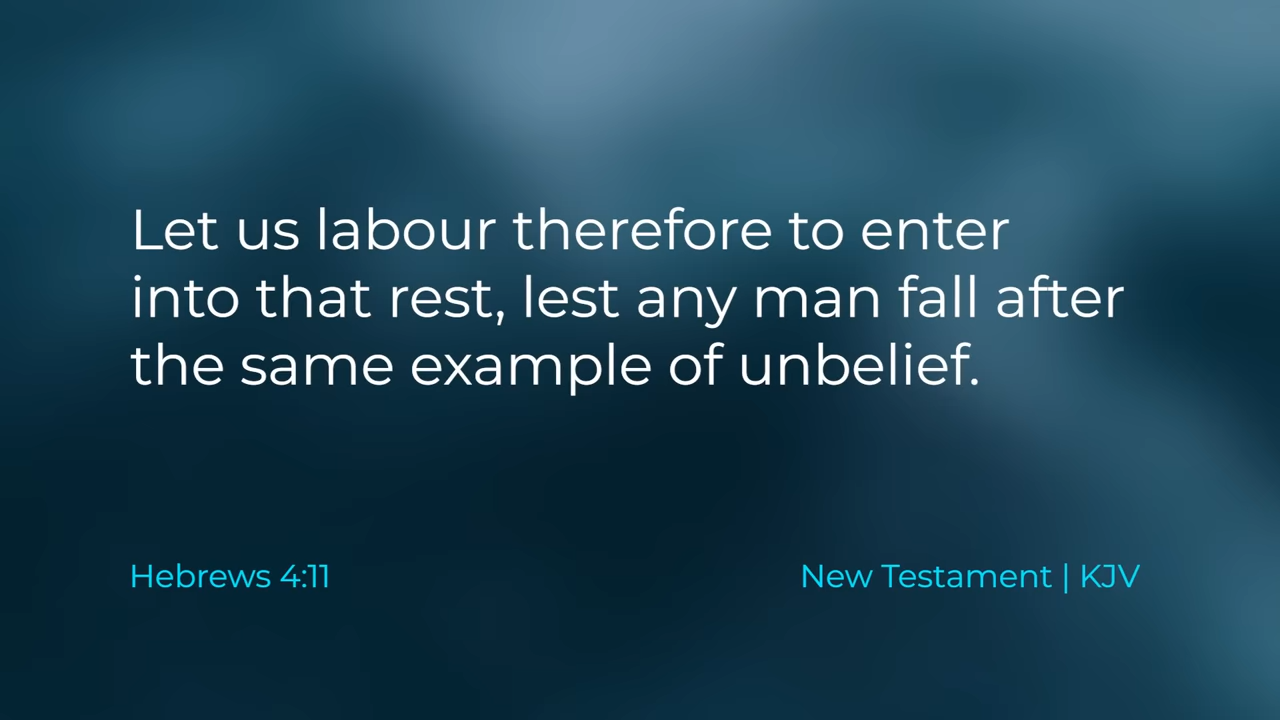 Let us labour therefore to enter
into that rest, lest any man fall after
the same example of unbelief.
Hebrews 4:11
New Testament | KJV